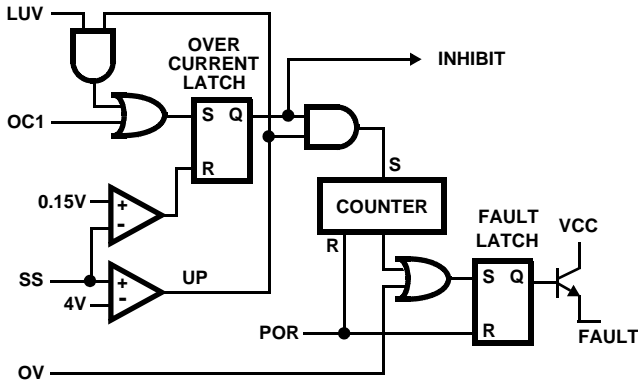 LUV
OVER
CURRENT
LATCH
INHIBIT
OC1
S Q
R
S
0.15V
+
-
COUNTER
FAULT
LATCH
VCC
R
SS
+
-
4V
UP
S Q
R
POR
FAULT
OV